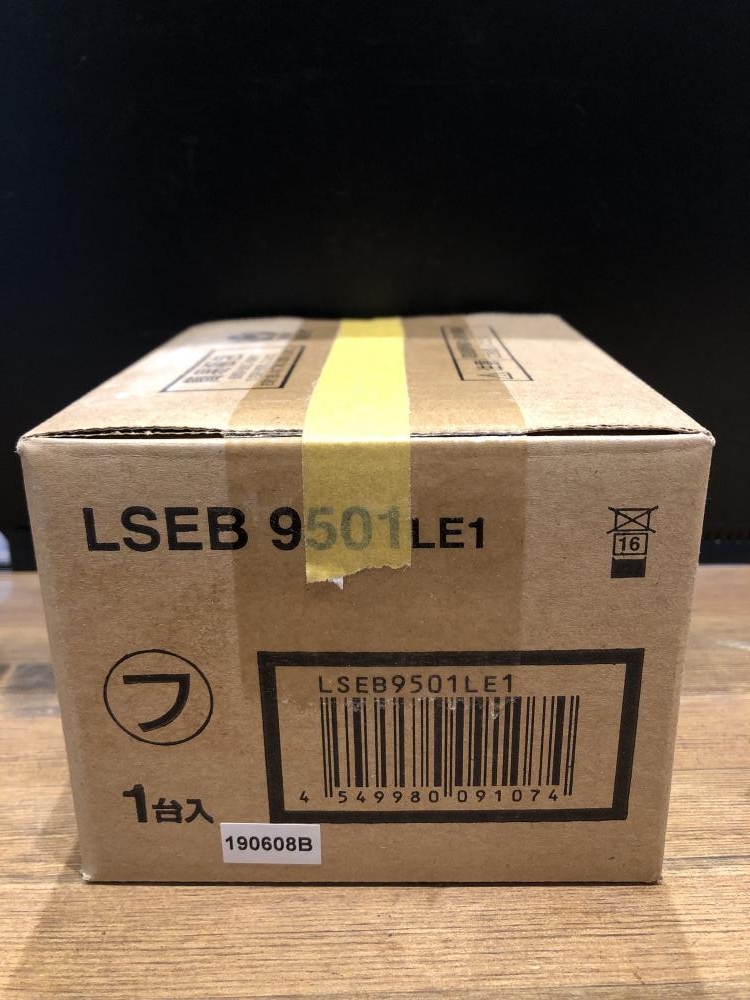 LSEB 9501LE1
16
フ
1台入
LSEB9501LE1
4 549980 091074
190608B